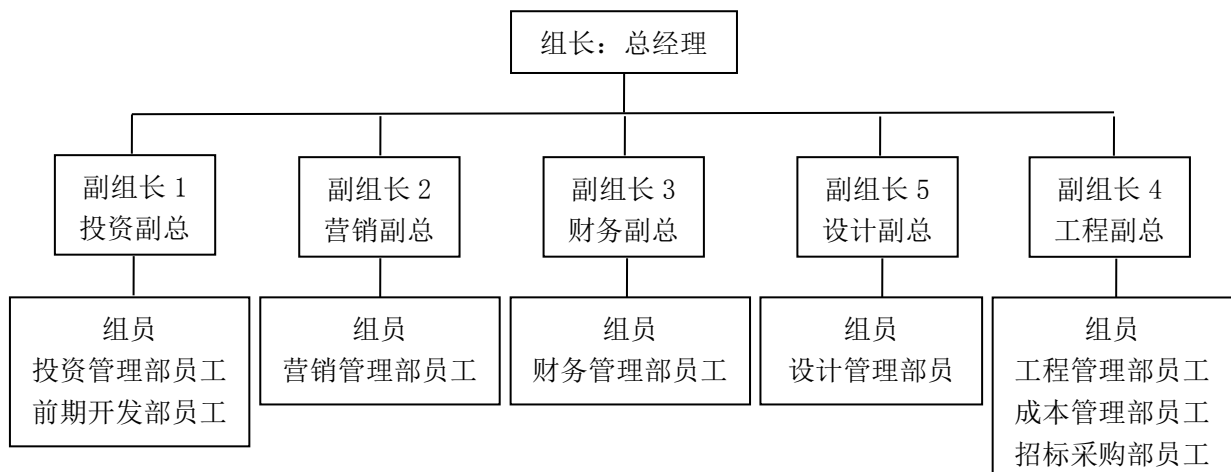 组长：总经理
副组长 1
投资副总
副组长 2
营销副总
副组长 3
财务副总
副组长 5
设计副总
副组长 4
工程副总
组员
投资管理部员工
前期开发部员工
组员
营销管理部员工
组员
财务管理部员工
组员
设计管理部员
组员
工程管理部员工
成本管理部员工
招标采购部员工